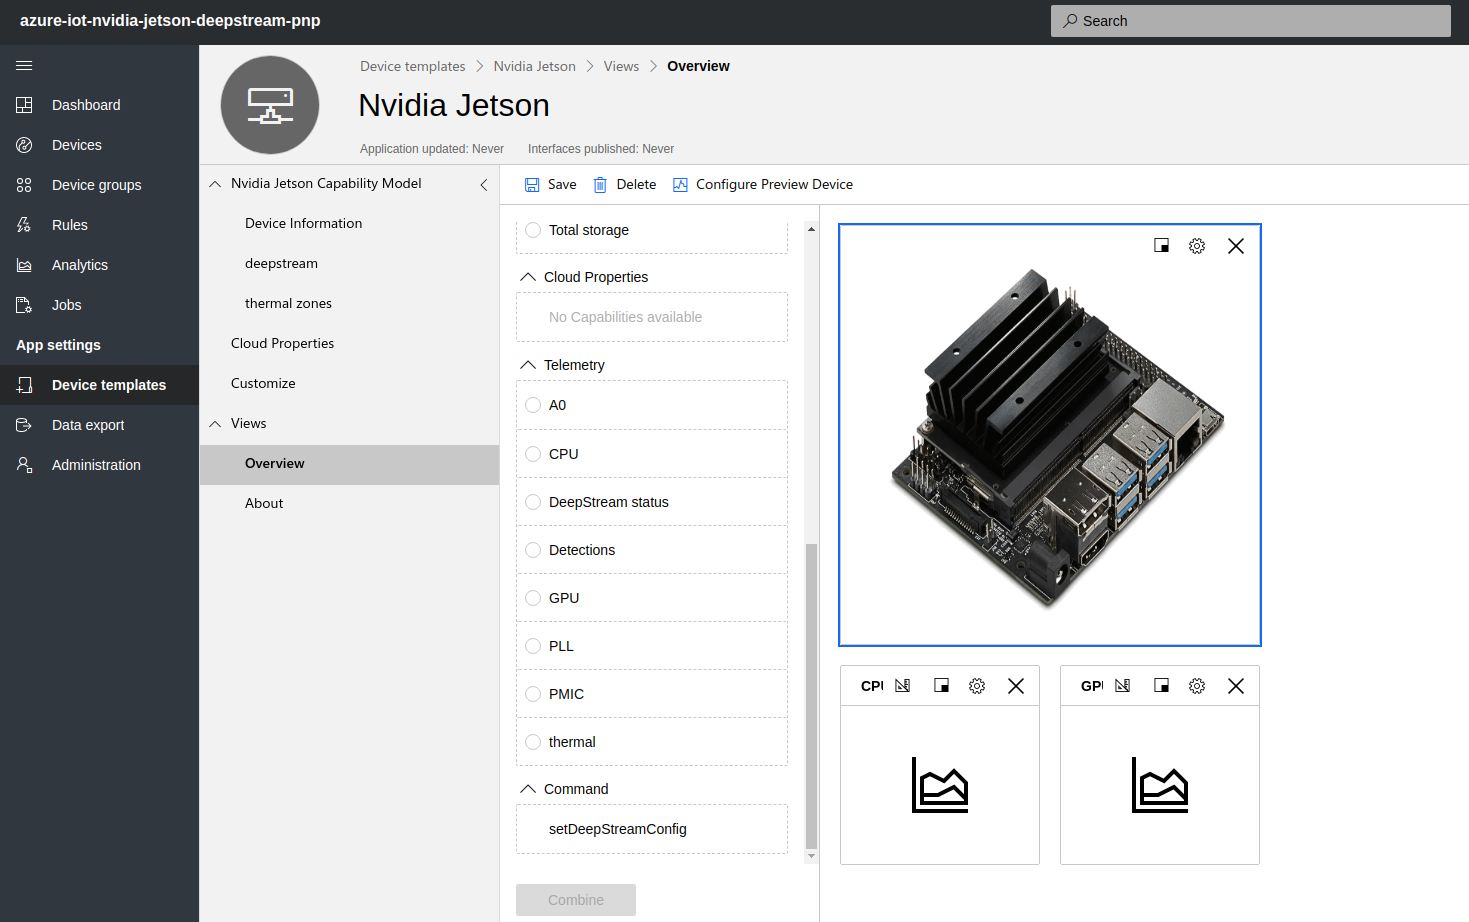 azure-iot-nvidia-jetson-deepstream-pnp
Search
Dashboard
Devices
Device groups
Rules
Analytics
Jobs
App settings
Device templates
Data export
Administration
Device templates > Nvidia Jetson > Views > Overview
Nvidia Jetson
Application updated: Never Interfaces published: Never
Nvidia Jetson Capability Model
Device Information
deepstream
thermal zones
Cloud Properties
Customize
Views
Overview
About
Save Delete Configure Preview Device
Total storage
Cloud Properties
No Capabilities available
Telemetry
A0
CPU
DeepStream status
Detections
GPU
PLL
PMIC
thermal
Command
setDeepStreamConfig
Combine